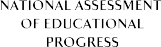 NATIONAL ASSESSMENT
OF EDUCATIONAL
PROGRESS